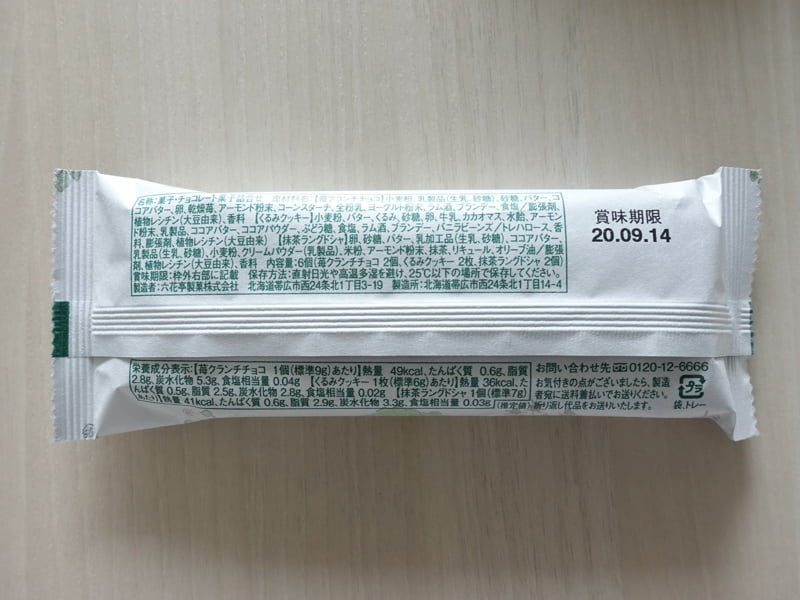 名称:菓子・チョコレート菓子詰合せ 原材料名:【苺クランチチョコ】小麦粉、乳製品(生乳、砂糖)、砂糖、バター、コ
コアバター、卵、乾燥苺、アーモンド粉末、コーンスターチ、全粉乳、ヨーグルト粉末、ラム酒、ブランデー、食塩/膨張剤、
植物レシチン(大豆由来)、香料 【くるみクッキー】小麦粉、バター、くるみ、砂糖、卵、牛乳、カカオマス、水飴、アーモン
ド粉末、乳製品、ココアバター、ココアパウダー、ぶどう糖、食塩、ラム酒、ブランデー、バニラビーンズ/トレハロース、香
料、膨張剤、植物レシチン(大豆由来) 【抹茶ラングドシャ】卵、砂糖、バター、乳加工品(生乳、砂糖)、ココアバター、
乳製品(生乳、砂糖)、小麦粉、クリームパウダー(乳製品)、米粉、アーモンド粉末、抹茶、リキュール、オリーブ油/膨張
剤、植物レシチン(大豆由来)、香料 内容量:6個(苺クランチチョコ 2個、くるみクッキー 2枚、抹茶ラングドシャ 2個)
賞味期限:枠外右部に記載 保存方法:直射日光や高温多湿を避け、25℃以下の場所で保存してください。
製造者:六花亭製菓株式会社 北海道帯広市西24条北1丁目3-19 製造所:北海道帯広市西24条北1丁目14-4
賞味期限
20.09.14
栄養成分表示:【苺クランチチョコ 1個(標準9g)あたり】熱量 49kcal、たんぱく質 0.6g、脂質
2.8g、炭水化物 5.3g、食塩相当量 0.04g 【くるみクッキー 1枚(標準6g)あたり】熱量 36kcal、た
んぱく質 0.5g、脂質 2.5g、炭水化物 2.8g、食塩相当量 0.02g 【抹茶ラングドシャ 1個(標準7g)
あたり】熱量 41kcal、たんぱく質 0.6g、脂質 2.9g、炭水化物 3.3g、食塩相当量 0.03g (推定値)
お問い合わせ先 0120-12-6666
お気付きの点がございましたら、製造
者宛に送料着払いでお送りください。
折り返し代品をお送りいたします。
プラ
袋、トレー